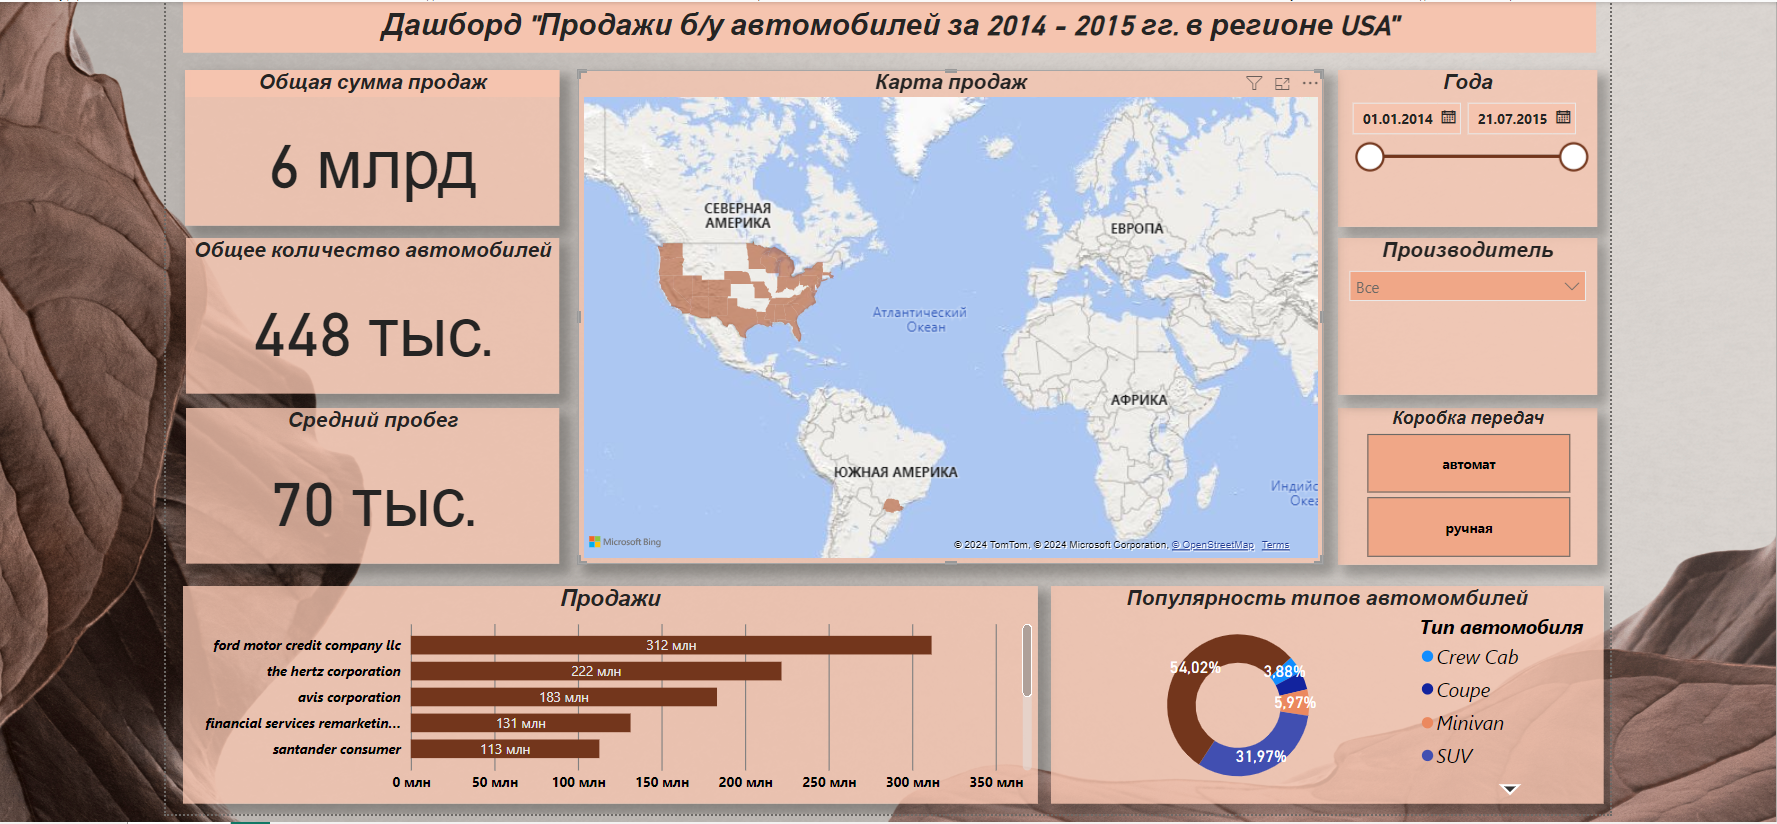 Дашборд "Продажи б/у автомобилей за 2014 - 2015 гг. в регионе USA"
Общая сумма продаж
6 млрд
Общее количество автомобилей
448 тыс.
Средний пробег
70 тыс.
Карта продаж
СЕВЕРНАЯ
АМЕРИКА
ЕВРОПА
Атлантический
Океан
АФРИКА
ЮЖНАЯ АМЕРИКА
Индийс
Океа
Microsoft Bing
© 2024 TomTom, © 2024 Microsoft Corporation, © OpenStreetMap Terms
Года
01.01.2014 21.07.2015
Производитель
Все
Коробка передач
автомат
ручная
Продажи
ford motor credit company llc 312 млн
the hertz corporation 222 млн
avis corporation 183 млн
financial services remarketin... 131 млн
santander consumer 113 млн
0 млн 50 млн 100 млн 150 млн 200 млн 250 млн 300 млн 350 млн
Популярность типов автомомбилей
54,02%
3,88%
5,97%
31,97%
Тип автомобиля
Crew Cab
Coupe
Minivan
SUV